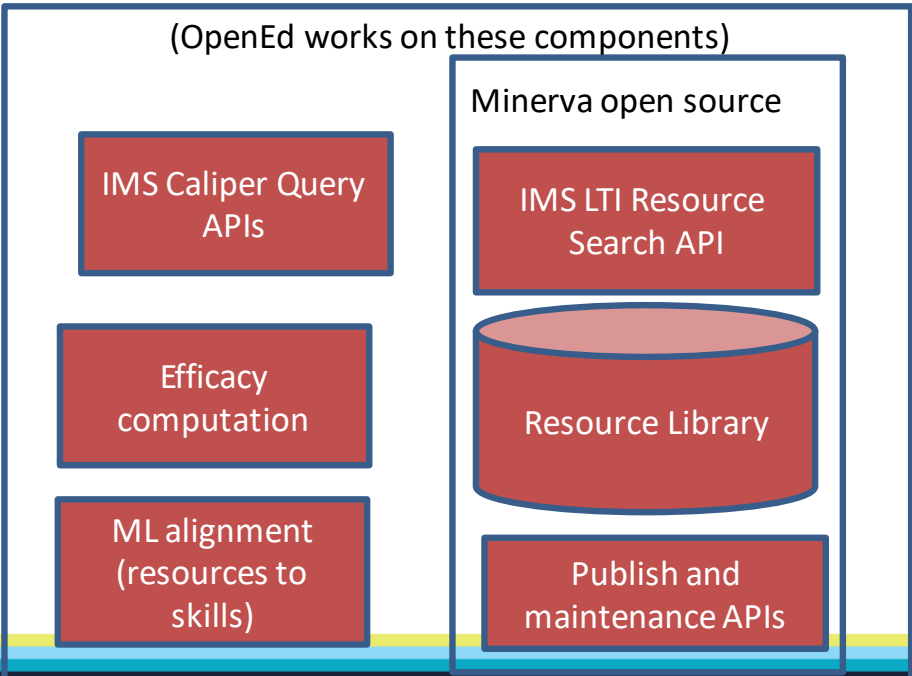 (OpenEd works on these components)
Minerva open source
IMS Caliper Query
APIs
IMS LTI Resource
Search API
Efficacy
computation
Resource Library
ML alignment
(resources to
skills)
Publish and
maintenance APIs